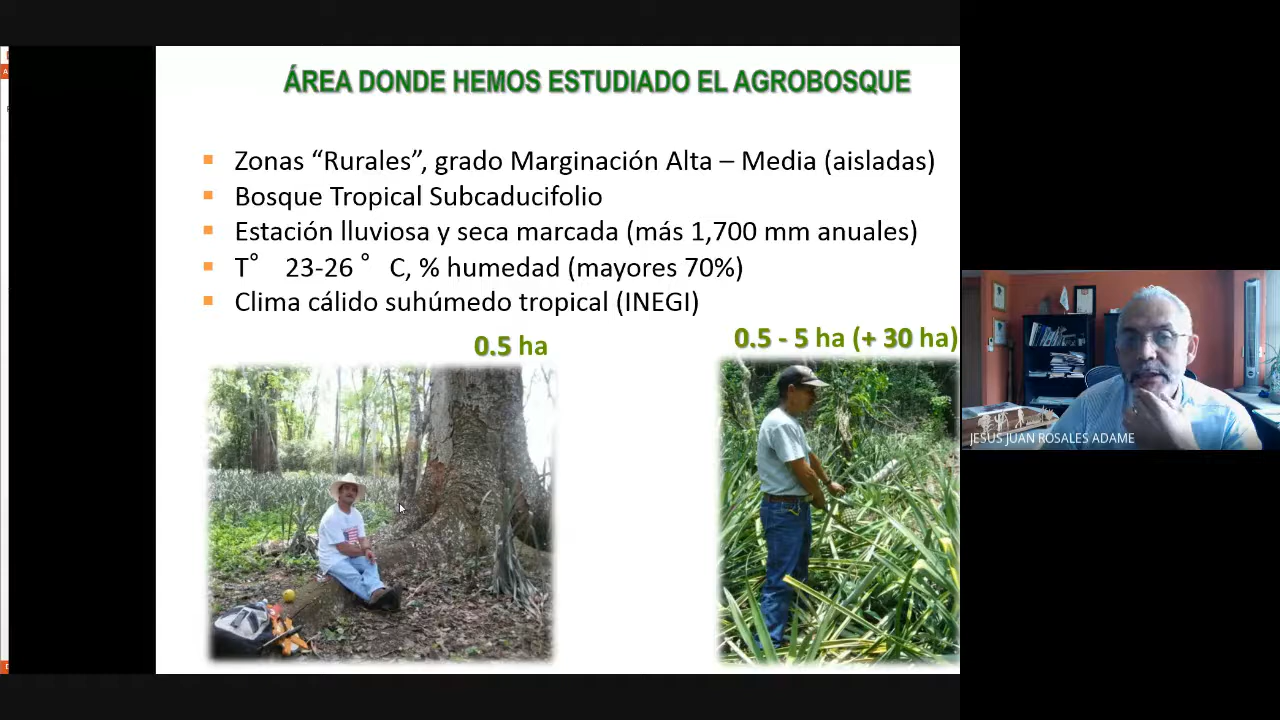 ÁREA DONDE HEMOS ESTUDIADO EL AGROBOSQUE
Zonas “Rurales”, grado Marginación Alta – Media (aisladas)
Bosque Tropical Subcaducifolio
Estación lluviosa y seca marcada (más 1,700 mm anuales)
T° 23-26 ° C, % humedad (mayores 70%)
Clima cálido suhúmedo tropical (INEGI)
0.5 ha
0.5 - 5 ha (+ 30 ha)
JESUS JUAN ROSALES ADAME